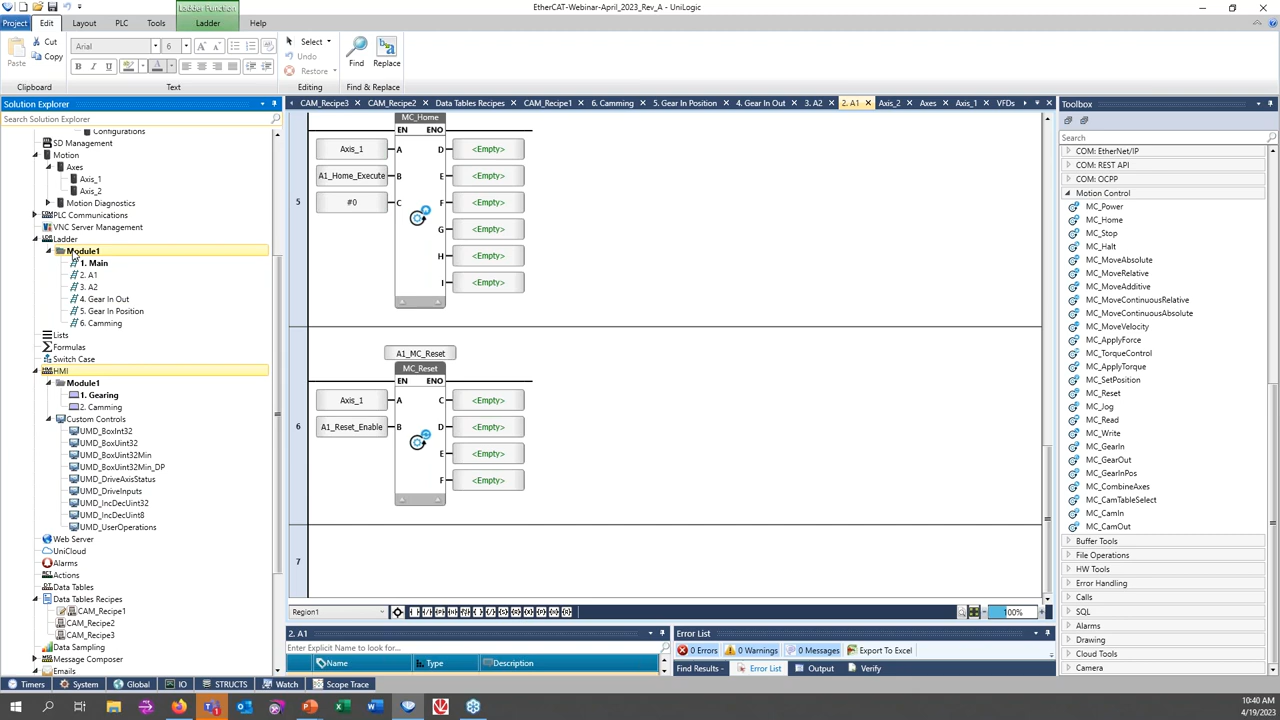 Ladder Function
EtherCAT-Webinar-April_2023_Rev_A - UniLogic
Project Edit Layout PLC Tools Ladder Help
Cut
Copy
Paste
Arial 6
Select
Undo
Restore
Find Replace
Clipboard Text Editing Find & Replace
Solution Explorer
Search Solution Explorer
Configurations
SD Management
Motion
Axes
Axis_1
Axis_2
Motion Diagnostics
PLC Communications
VNC Server Management
Ladder
Module1
1. Main
2. A1
3. A2
4. Gear In Out
5. Gear In Position
6. Camming
Lists
Formulas
Switch Case
HMI
Module1
1. Gearing
2. Camming
Custom Controls
UMD_BoxInt32
UMD_BoxUint32
UMD_BoxUint32Min
UMD_BoxUint32Min_DP
UMD_DriveAxisStatus
UMD_DriveInputs
UMD_IncDecUint32
UMD_IncDecUint8
UMD_UserOperations
Web Server
UniCloud
Alarms
Actions
Data Tables
Data Tables Recipes
CAM_Recipe1
CAM_Recipe2
CAM_Recipe3
Data Sampling
Message Composer
Emails
CAM_Recipe3 CAM_Recipe2 Data Tables Recipes CAM_Recipe1 6. Camming 5. Gear In Position 4. Gear In Out 3. A2 2. A1 Axis_2 Axes Axis_1 VFDs
MC_Home
EN ENO
Axis_1 A D <Empty>
A1_Home_Execute B E <Empty>
5 #0 C F <Empty>
G <Empty>
H <Empty>
I <Empty>
A1_MC_Reset
MC_Reset
EN ENO
Axis_1 A C <Empty>
6 A1_Reset_Enable B D <Empty>
E <Empty>
F <Empty>
7
Region1 100%
2. A1
Enter Explicit Name to look for...
Name Type Description
Error List
0 Errors 0 Warnings 0 Messages Export To Excel
Find Results - Error List Output Verify
Toolbox
Search
COM: EtherNet/IP
COM: REST API
COM: OCPP
Motion Control
MC_Power
MC_Home
MC_Stop
MC_Halt
MC_MoveAbsolute
MC_MoveRelative
MC_MoveAdditive
MC_MoveContinuousRelative
MC_MoveContinuousAbsolute
MC_MoveVelocity
MC_ApplyForce
MC_TorqueControl
MC_ApplyTorque
MC_SetPosition
MC_Reset
MC_Jog
MC_Read
MC_Write
MC_GearIn
MC_GearOut
MC_GearInPos
MC_CombineAxes
MC_CamTableSelect
MC_CamIn
MC_CamOut
Buffer Tools
File Operations
HW Tools
Error Handling
Calls
SQL
Alarms
Drawing
Cloud Tools
Camera
Timers System Global IO STRUCTS Watch Scope Trace
10:40 AM
4/19/2023